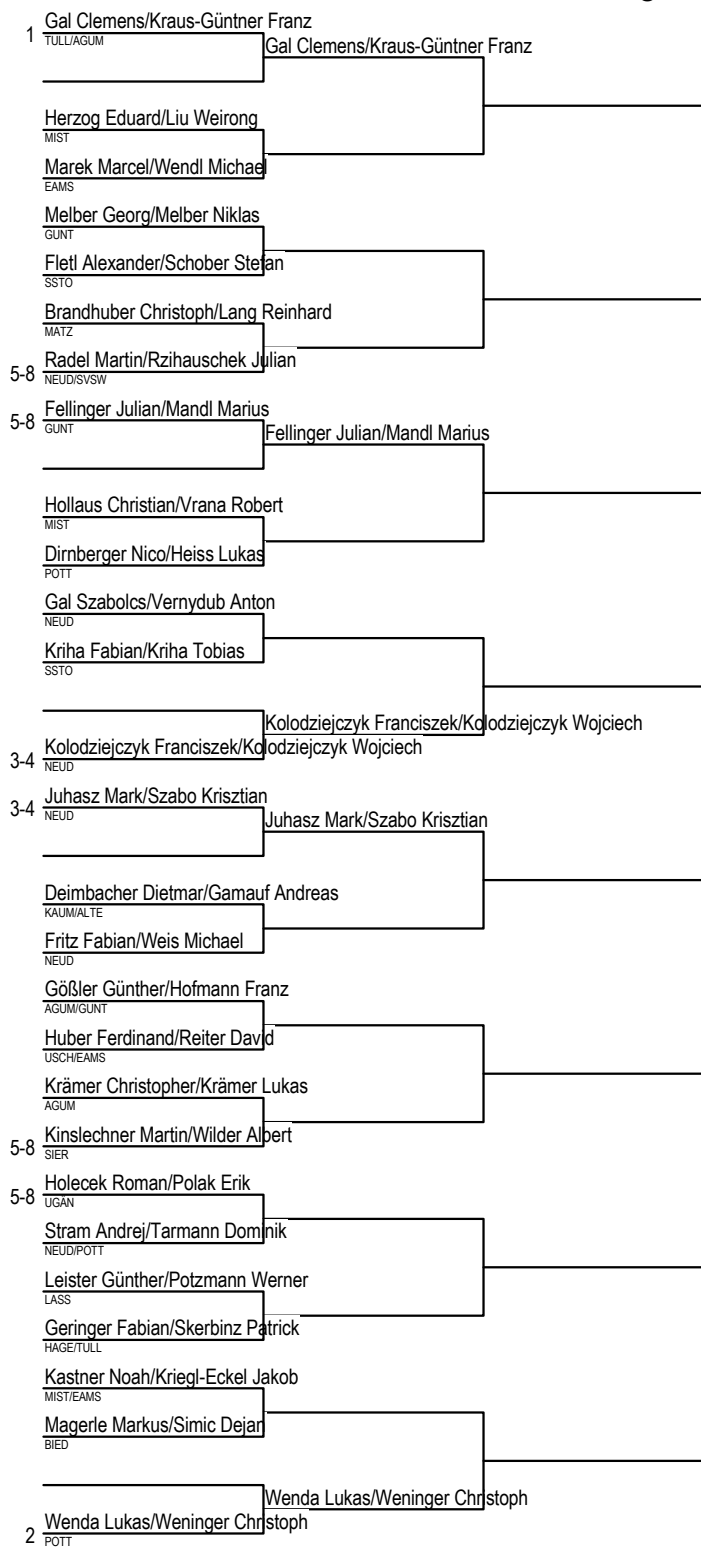 Gal Clemens/Kraus-Güntner Franz
1
TULL/AGUM
Gal Clemens/Kraus-Güntner Franz
Herzog Eduard/Liu Weirong
MIST
Marek Marcel/Wendl Michael
EAMS
Melber Georg/Melber Niklas
GUNT
Fletl Alexander/Schober Stefan
SSTO
Brandhuber Christoph/Lang Reinhard
MATZ
Radel Martin/Rzihauschek Julian
5-8
NEUD/SVSW
Fellinger Julian/Mandl Marius
5-8
GUNT
Fellinger Julian/Mandl Marius
Hollaus Christian/Vrana Robert
MIST
Dirnberger Nico/Heiss Lukas
POTT
Gal Szabolcs/Vernydub Anton
NEUD
Kriha Fabian/Kriha Tobias
SSTO
Kolodziejczyk Franciszek/Kolodziejczyk Wojciech
Kolodziejczyk Franciszek/Kolodziejczyk Wojciech
3-4
NEUD
Juhasz Mark/Szabo Krisztian
3-4
NEUD
Juhasz Mark/Szabo Krisztian
Deimbacher Dietmar/Gamauf Andreas
KAUM/ALTE
Fritz Fabian/Weis Michael
NEUD
Gößler Günther/Hofmann Franz
AGUM/GUNT
Huber Ferdinand/Reiter David
USCH/EAMS
Krämer Christopher/Krämer Lukas
AGUM
Kinslechner Martin/Wilder Albert
5-8
SIER
Holecek Roman/Polak Erik
5-8
UGÄN
Stram Andrej/Tarmann Dominik
NEUD/POTT
Leister Günther/Potzmann Werner
LASS
Geringer Fabian/Skerbinz Patrick
HAGE/TULL
Kastner Noah/Kriegl-Eckel Jakob
MIST/EAMS
Magerle Markus/Simic Dejan
BIED
Wenda Lukas/Weninger Christoph
Wenda Lukas/Weninger Christoph
2
POTT